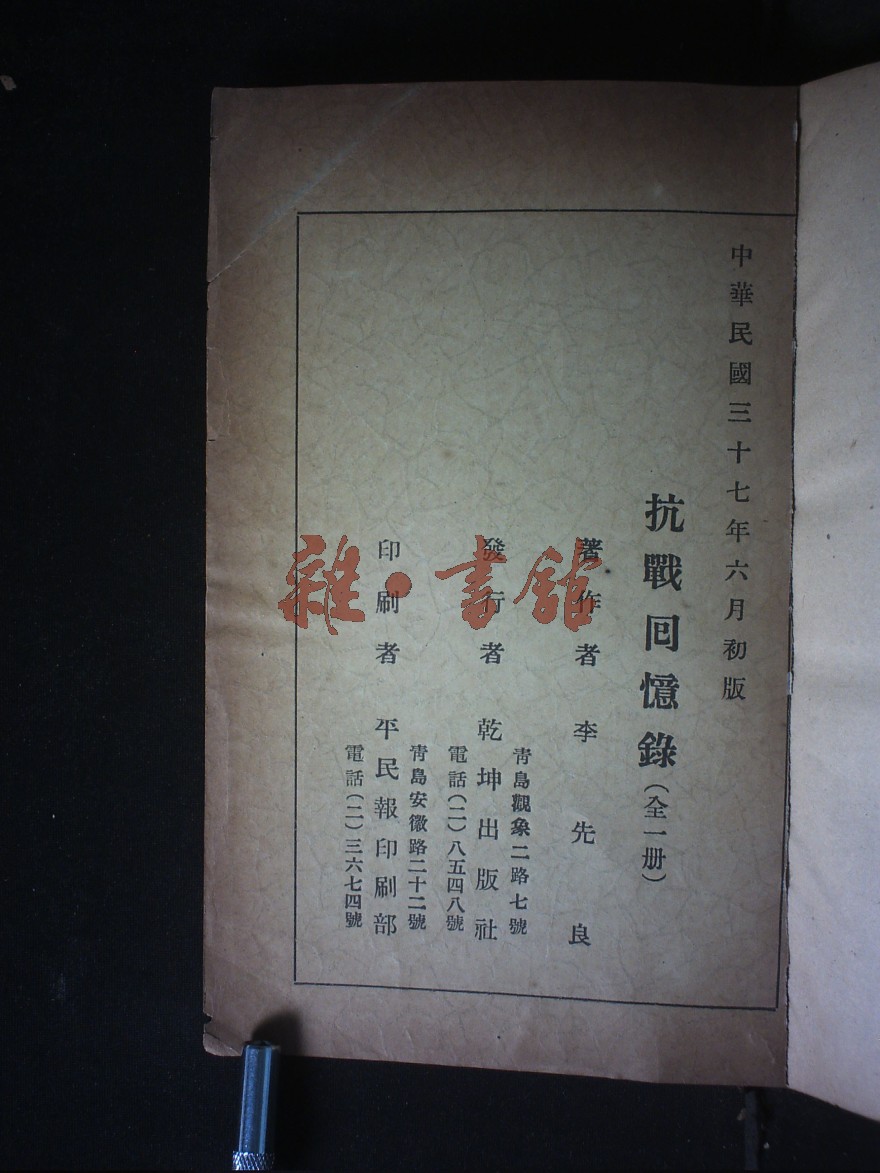 中華民國三十七年六月初版
抗戰回憶錄(全一册)
著作者 李先良
發行者 乾坤出版社
青島觀象二路七號
電話(二)八五四八號
印刷者 平民報印刷部
青島安徽路二十二號
電話(二)三六七四號
雜·書館